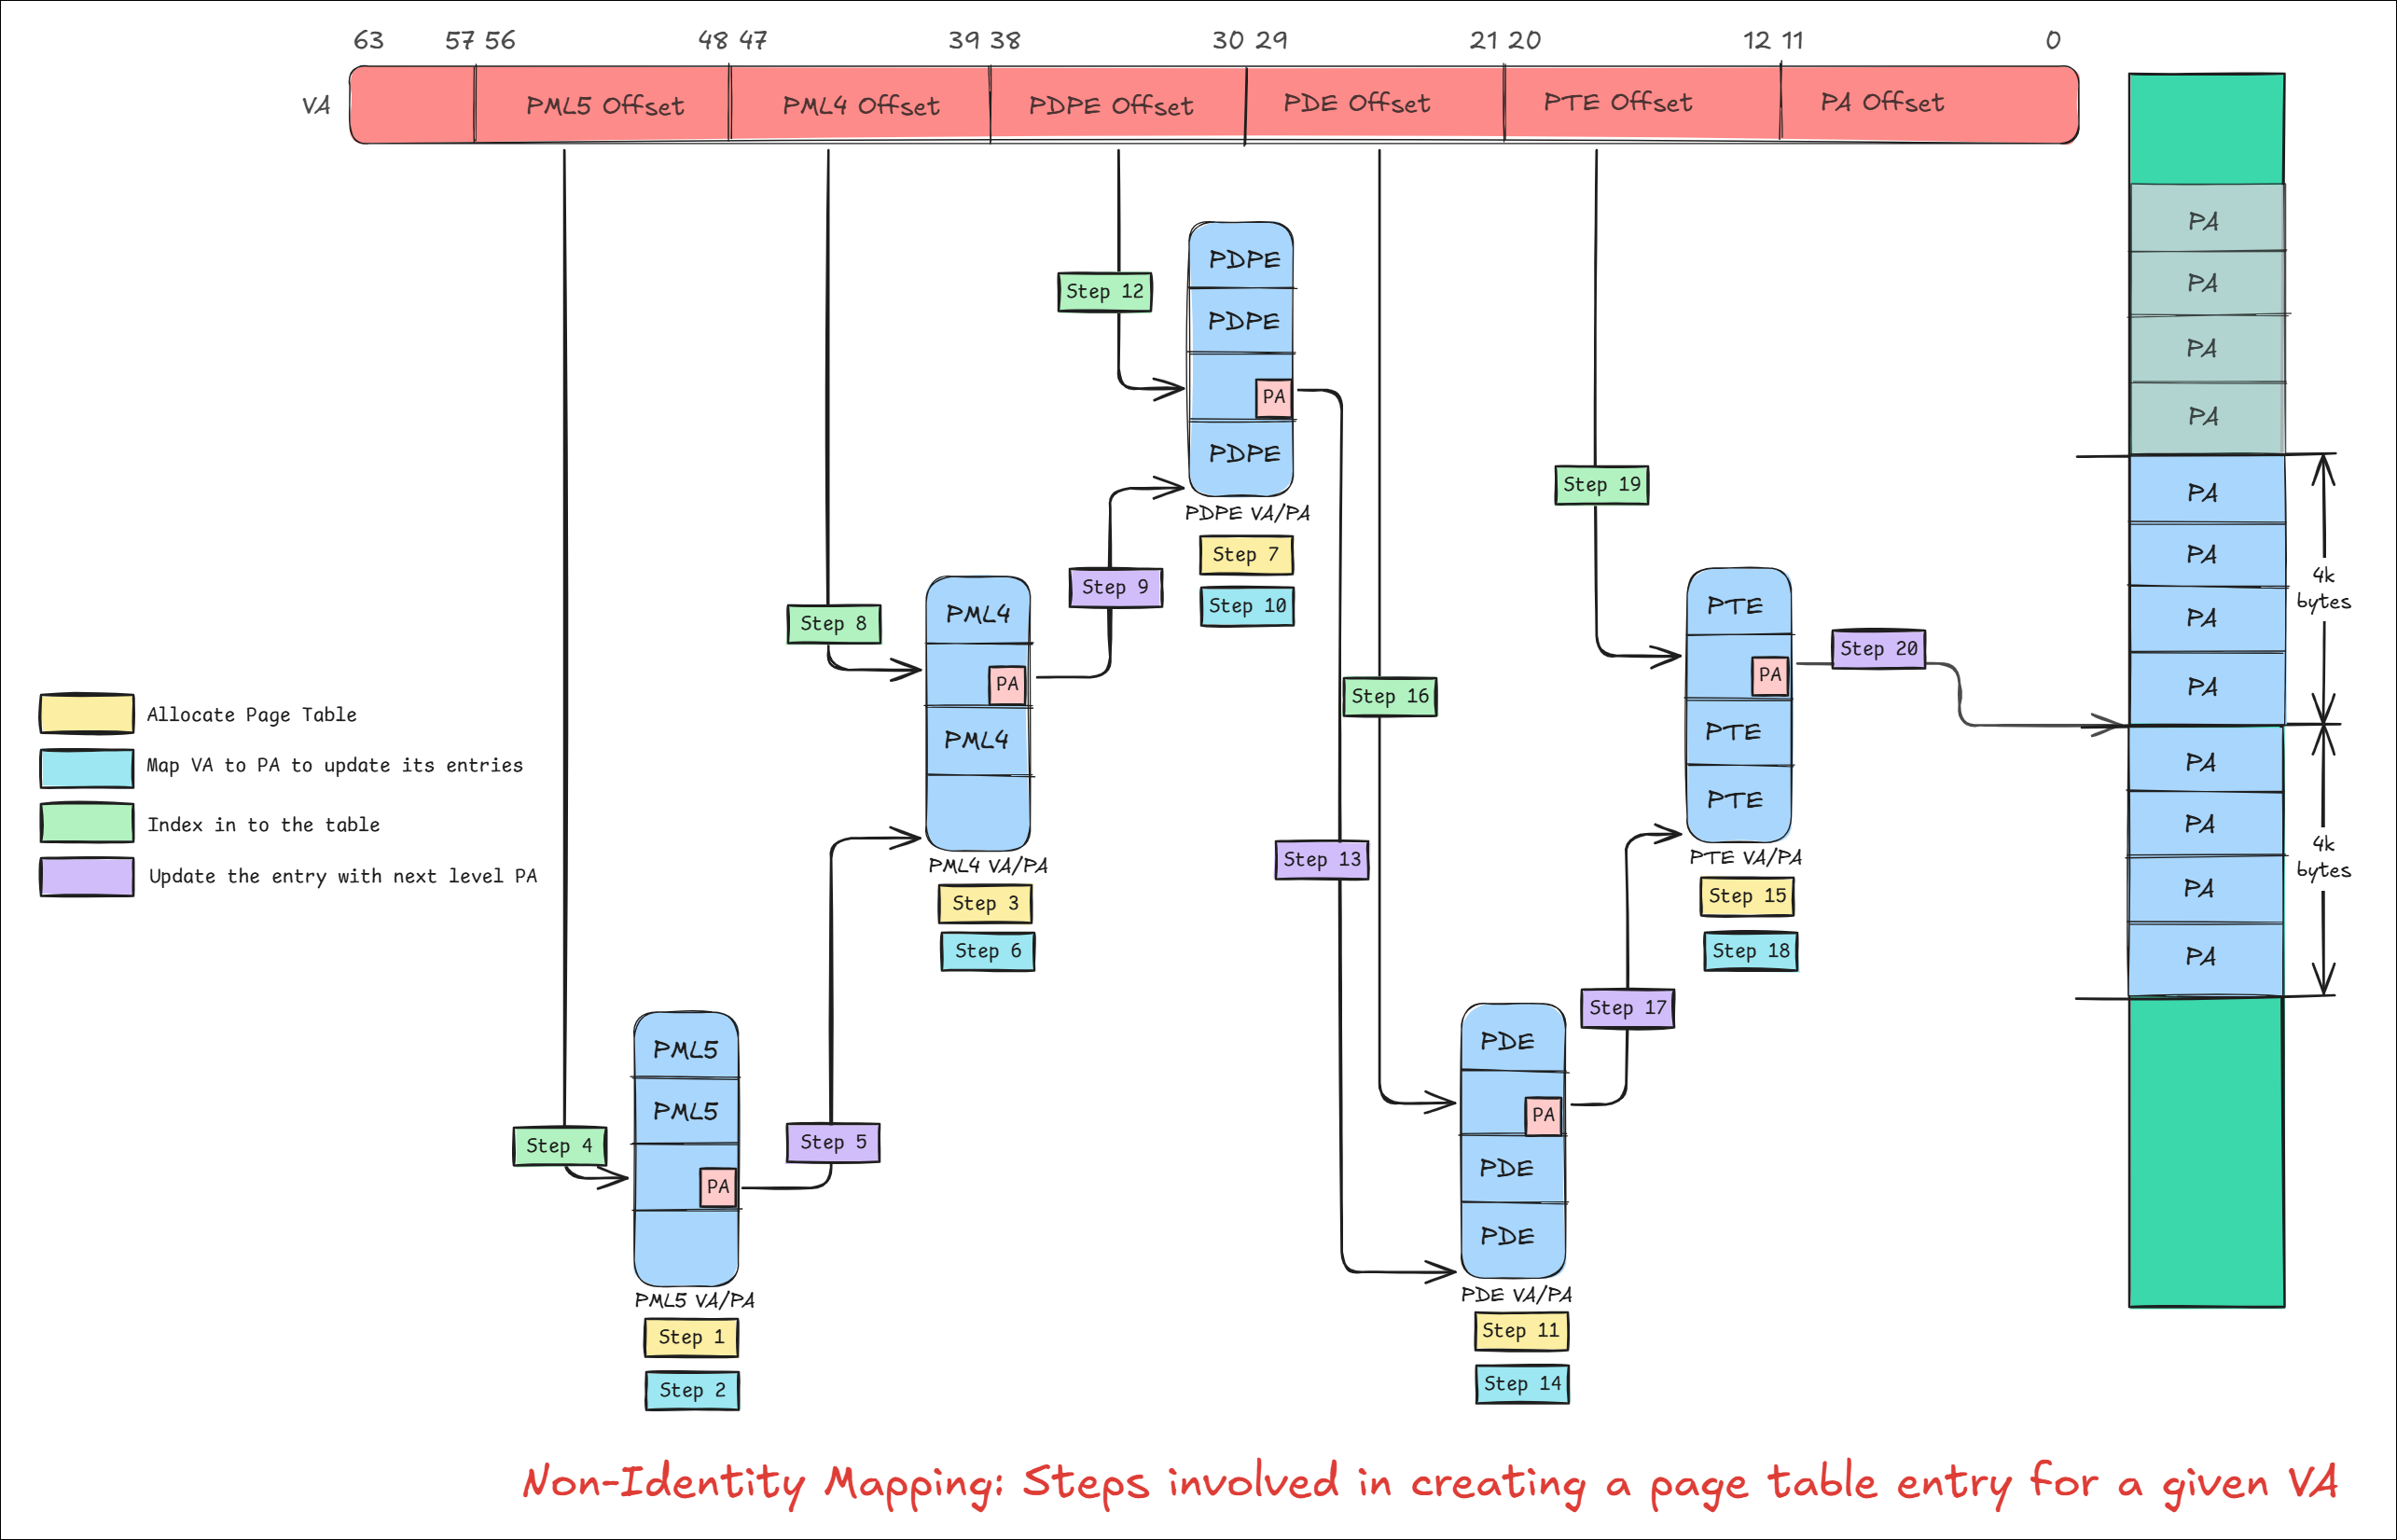 63
57 56
48 47
39 38
30 29
21 20
12 11
0
VA
PML5 Offset
PML4 Offset
PDPE Offset
PDE Offset
PTE Offset
PA Offset
PDPE
PDPE
PA
PDPE
PDPE VA/PA
Step 12
Step 7
Step 10
Step 9
Step 8
PML4
PA
PML4
PML4 VA/PA
Step 3
Step 6
Allocate Page Table
Map VA to PA to update its entries
Index in to the table
Update the entry with next level PA
Step 4
PML5
PML5
PA
PML5 VA/PA
Step 1
Step 2
Step 5
Step 13
Step 16
PDE
PA
PDE
PDE
PDE VA/PA
Step 11
Step 14
Step 17
Step 19
PTE
PA
PTE
PTE
PTE VA/PA
Step 15
Step 18
Step 20
PA
PA
PA
PA
PA
PA
PA
PA
4k
bytes
PA
PA
PA
PA
4k
bytes
Non-Identity Mapping: Steps involved in creating a page table entry for a given VA